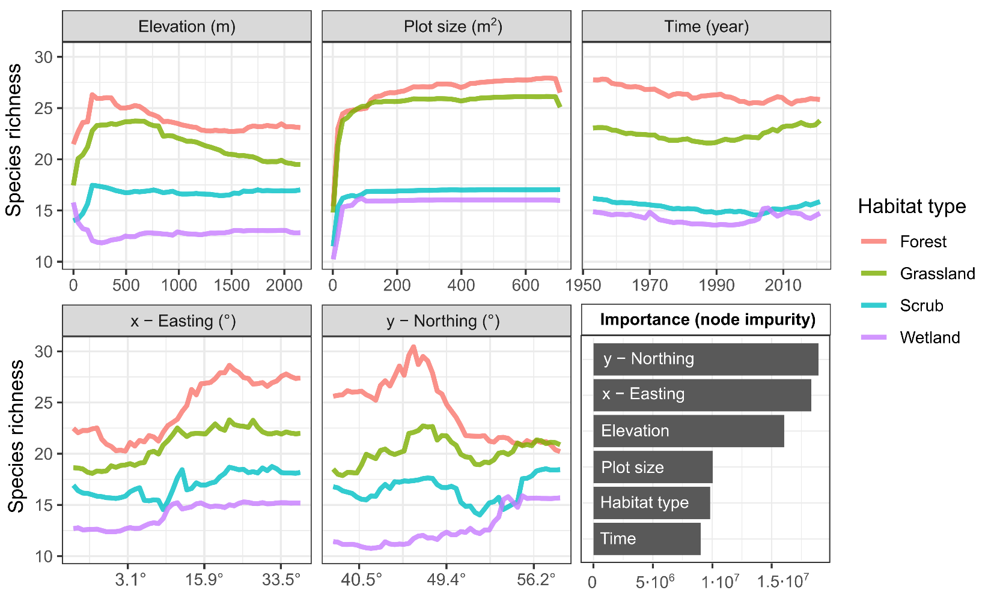 Elevation (m)
Plot size (m²)
Time (year)
Species richness
30
25
20
15
10
0
500
1000
1500
2000
0
200
400
600
1950
1970
1990
2010
x − Easting (°)
y − Northing (°)
Importance (node impurity)
Species richness
30
25
20
15
10
3.1°
15.9°
33.5°
40.5°
49.4°
56.2°
y − Northing
x − Easting
Elevation
Plot size
Habitat type
Time
0
5·10⁶
1·10⁷
1.5·10⁷
Habitat type
Forest
Grassland
Scrub
Wetland